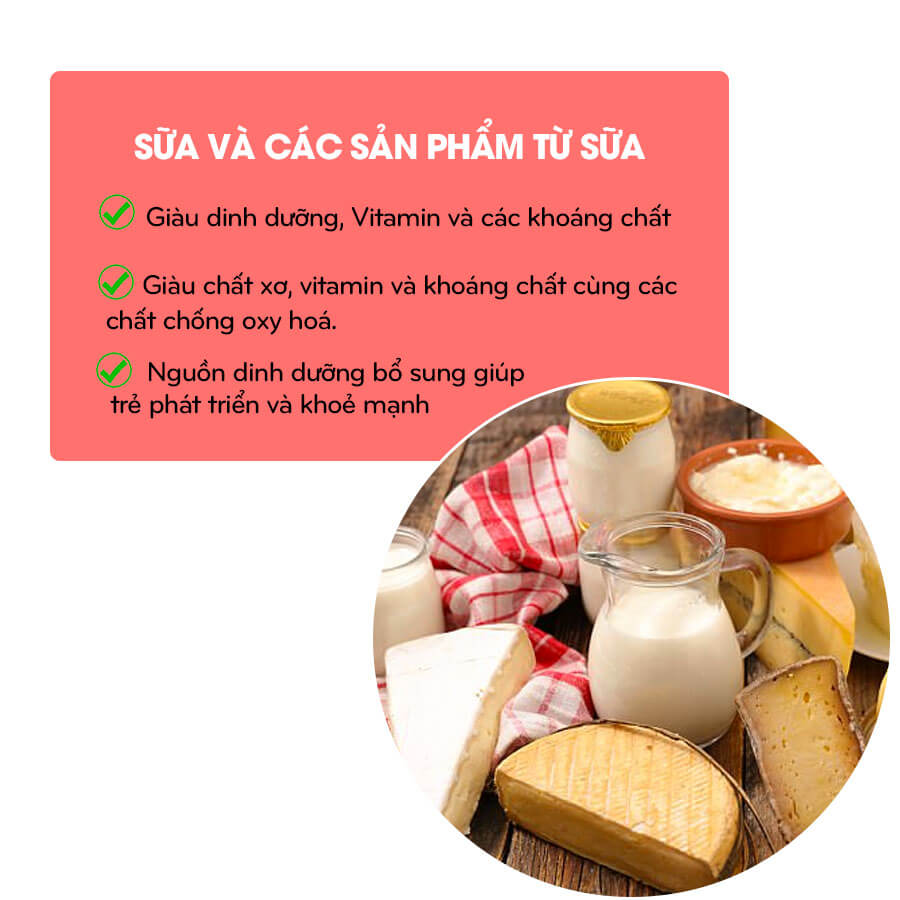 SỮA VÀ CÁC SẢN PHẨM TỪ SỮA
Giàu dinh dưỡng, Vitamin và các khoáng chất
Giàu chất xơ, vitamin và khoáng chất cùng các
chất chống oxy hoá.
Nguồn dinh dưỡng bổ sung giúp
trẻ phát triển và khoẻ mạnh